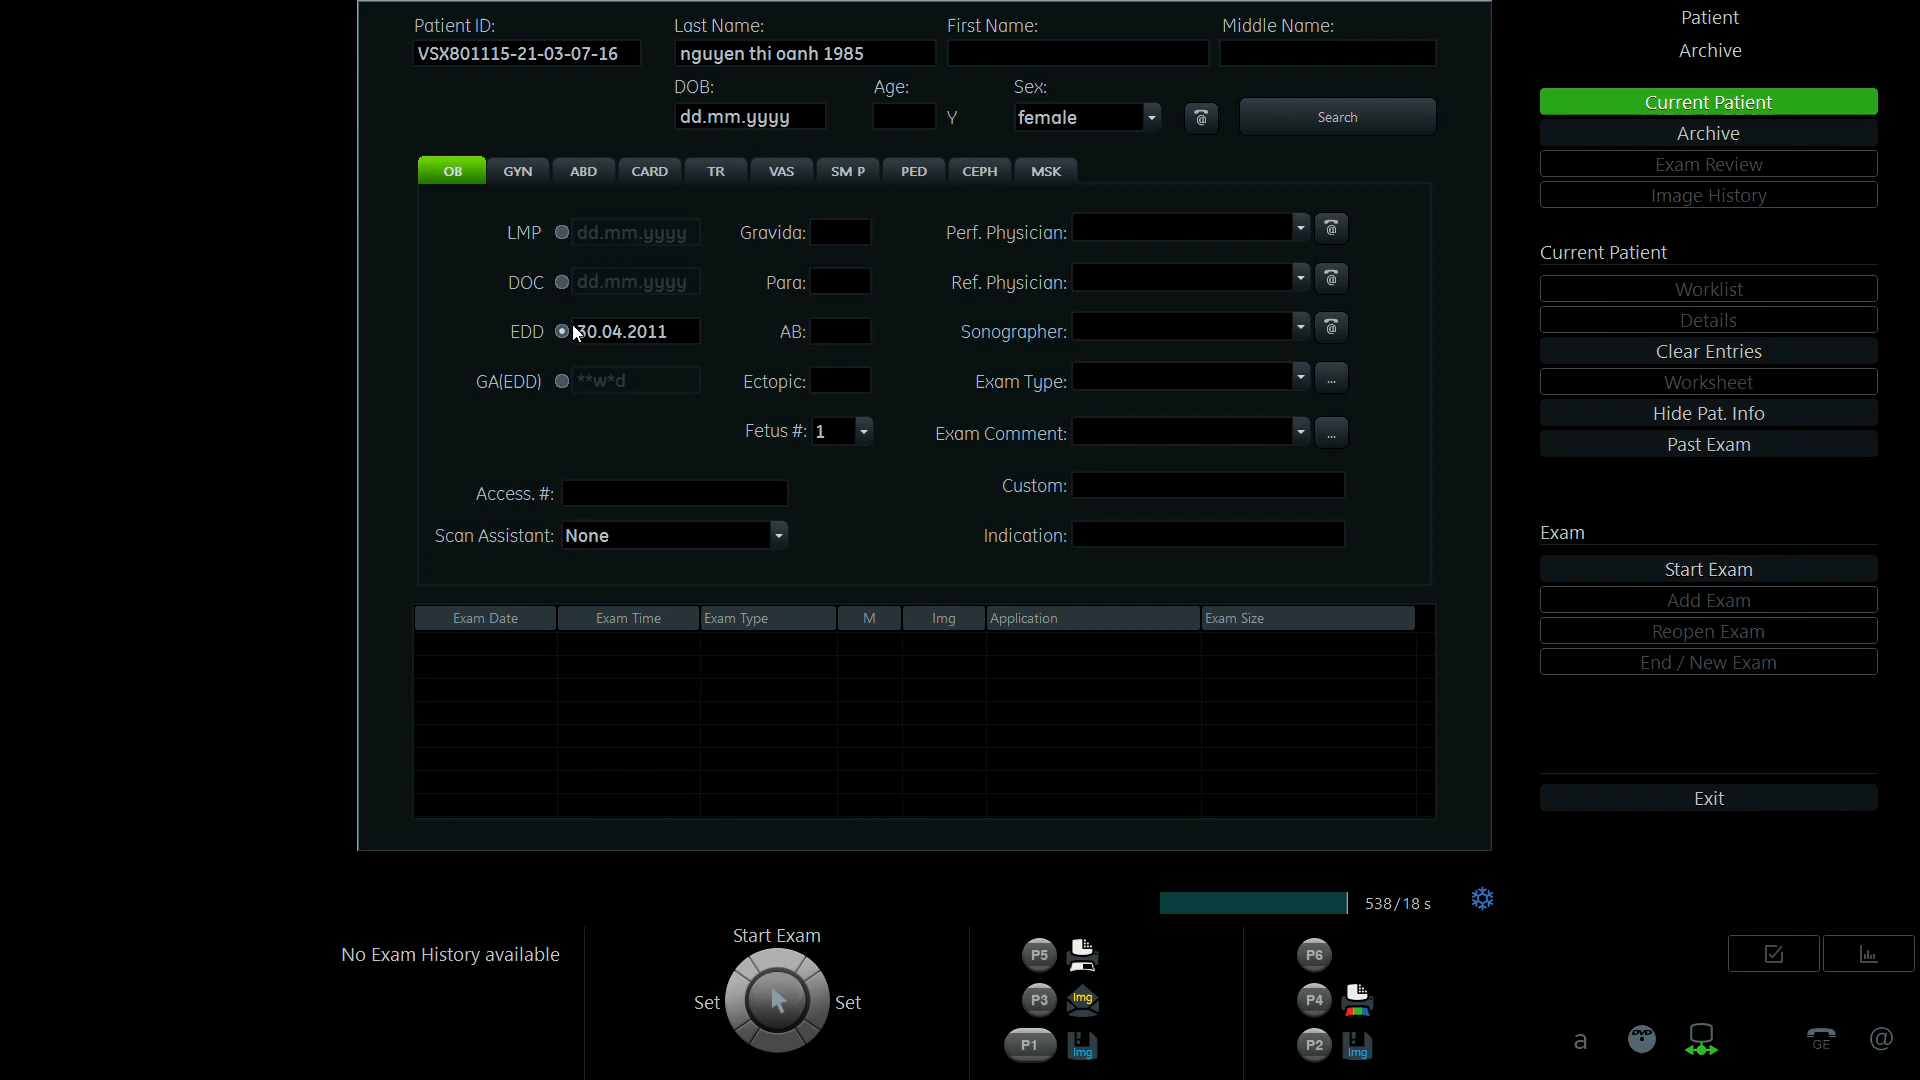 Patient ID: Last Name: First Name: Middle Name:
VSX801115-21-03-07-16 nguyen thi oanh 1985
DOB: Age: Sex:
dd.mm.yyyy Y female @ Search
OB GYN ABD CARD TR VAS SM P PED CEPH MSK
LMP dd.mm.yyyy Gravida: Perf. Physician: @
DOC dd.mm.yyyy Para: Ref. Physician: @
EDD 30.04.2011 AB: Sonographer: @
GA(EDD) **w*d Ectopic: Exam Type: ...
Fetus #: 1 Exam Comment: ...
Access. #: Custom:
Scan Assistant: None Indication:
Exam Date Exam Time Exam Type M Img Application Exam Size
Patient
Archive
Current Patient
Archive
Exam Review
Image History
Current Patient
Worklist
Details
Clear Entries
Worksheet
Hide Pat. Info
Past Exam
Exam
Start Exam
Add Exam
Reopen Exam
End / New Exam
Exit
538/18 s
No Exam History available
Start Exam
Set Set
P5
P3 Img
P1 Img
P6
P4
P2 Img
a DVD GE @